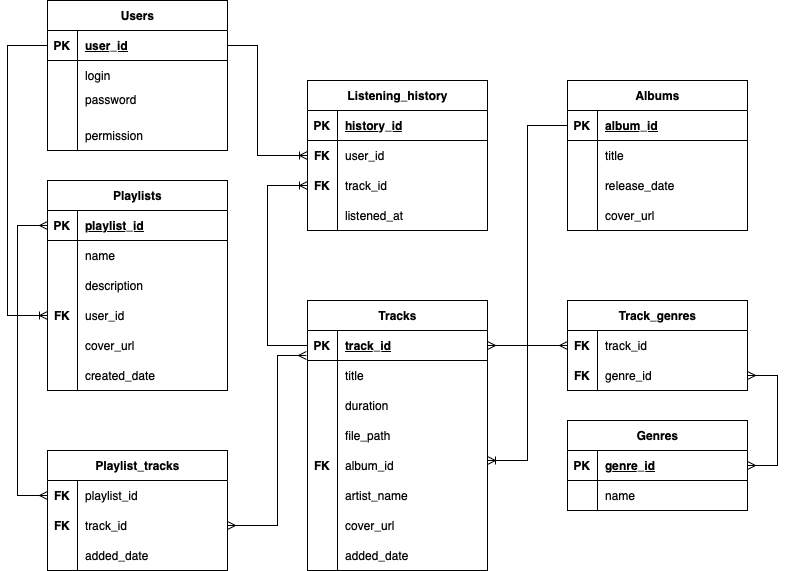 Users
PK user_id
login
password
permission
Listening_history
PK history_id
FK user_id
FK track_id
listened_at
Albums
PK album_id
title
release_date
cover_url
Playlists
PK playlist_id
name
description
FK user_id
cover_url
created_date
Tracks
PK track_id
title
duration
file_path
FK album_id
artist_name
cover_url
added_date
Track_genres
FK track_id
FK genre_id
Genres
PK genre_id
name
Playlist_tracks
FK playlist_id
FK track_id
added_date